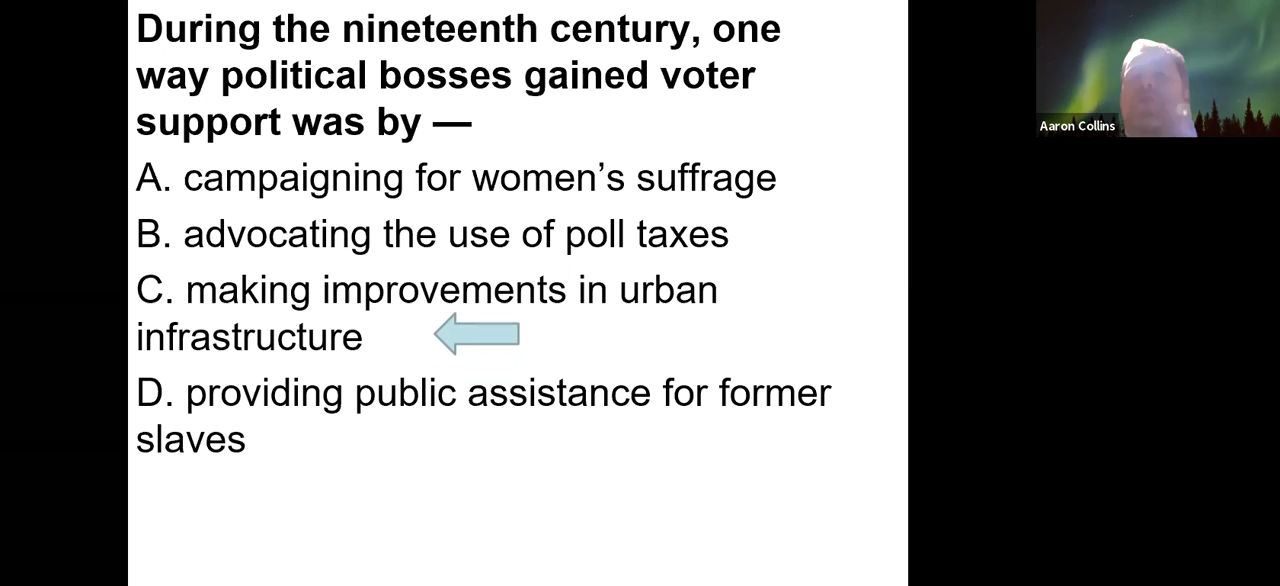 During the nineteenth century, one
way political bosses gained voter
support was by —
A. campaigning for women’s suffrage
B. advocating the use of poll taxes
C. making improvements in urban
infrastructure
D. providing public assistance for former
slaves
Aaron Collins